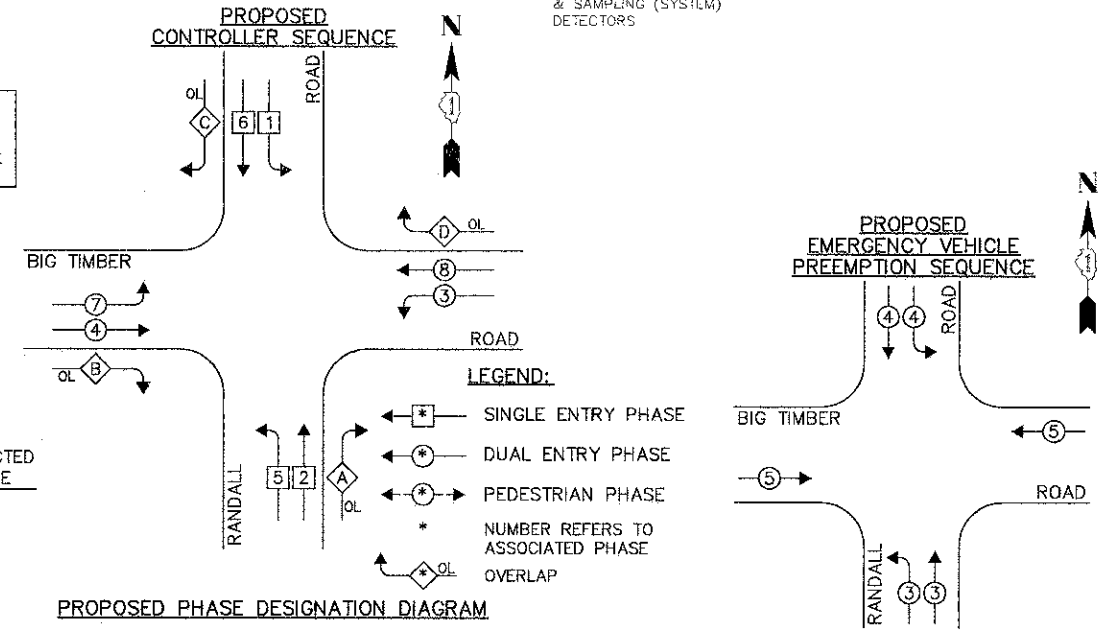 & SAMPLING (SYSTEM)
DETECTORS
PROPOSED
CONTROLLER SEQUENCE
N
ROAD
OL
C
6
1
1
D
OL
BIG TIMBER
8
3
7
4
OL
B
ROAD
RANDALL
5
2
A
OL
CTED
E
LEGEND:
* SINGLE ENTRY PHASE
* DUAL ENTRY PHASE
* PEDESTRIAN PHASE
* NUMBER REFERS TO
ASSOCIATED PHASE
* OL OVERLAP
PROPOSED PHASE DESIGNATION DIAGRAM
N
PROPOSED
EMERGENCY VEHICLE
PREEMPTION SEQUENCE
4
4
ROAD
BIG TIMBER
5
5
ROAD
RANDALL
3
3